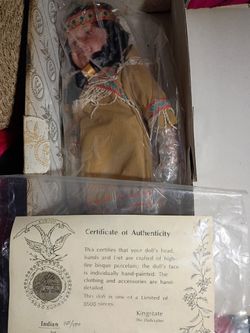 Certificate of Authenticity
This certifies that your doll's head,
hands and feet are crafted of high-
fire bisque porcelain; the doll's face
is individually hand-painted. The
clothing and accessories are hand-
detailed.
This doll is one of a Limited of
3500 pieces.
Kingstate
The Dollcrafter
Indian